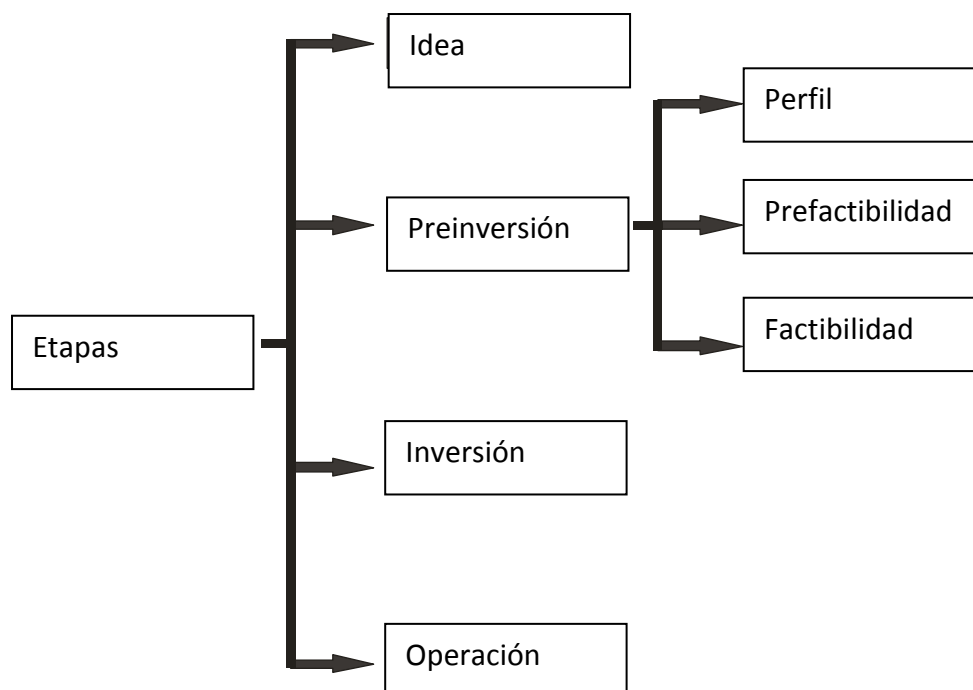 Etapas
Idea
Preinversión
Perfil
Prefactibilidad
Factibilidad
Inversión
Operación